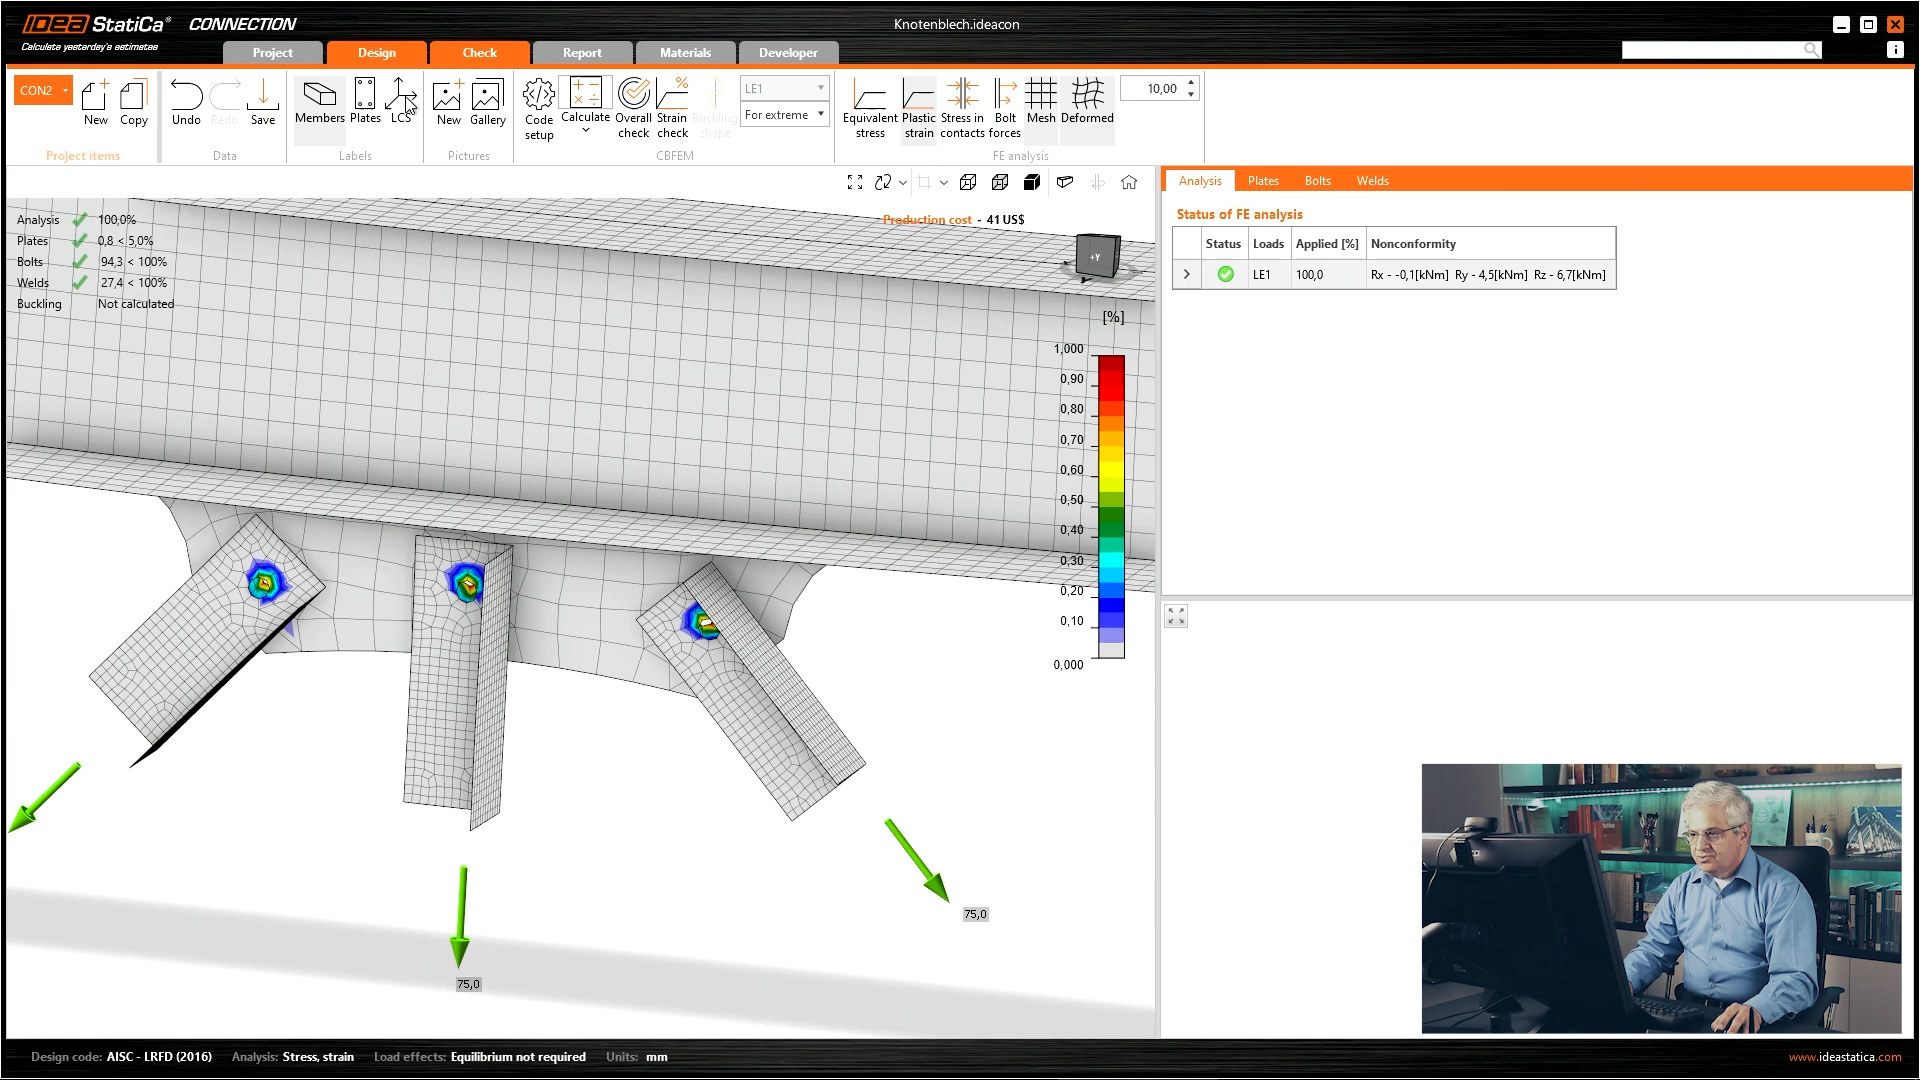 IDEA StatiCa® CONNECTION
Calculate yesterday's estimates
Knotenblech.ideacon
Project Design Check Report Materials Developer
CON2 New Copy Undo Redo Save Members Plates LCS New Gallery Code setup Calculate Overall check Strain check Buckling shape LE1 For extreme Equivalent stress Plastic strain Stress in contacts Bolt forces Mesh Deformed 10,00
Project items Data Labels Pictures CBFEM FE analysis
Analysis Plates Bolts Welds
Analysis 100,0%
Plates 0,8 < 5,0%
Bolts 94,3 < 100%
Welds 27,4 < 100%
Buckling Not calculated
Production cost - 41 US$
+Y
[%]
1,000
0,90
0,80
0,70
0,60
0,50
0,40
0,30
0,20
0,10
0,000
75,0
75,0
Status of FE analysis
Status Loads Applied [%] Nonconformity
LE1 100,0 Rx - -0,1[kNm] Ry - 4,5[kNm] Rz - 6,7[kNm]
Design code: AISC - LRFD (2016) Analysis: Stress, strain Load effects: Equilibrium not required Units: mm
www.ideastatica.com